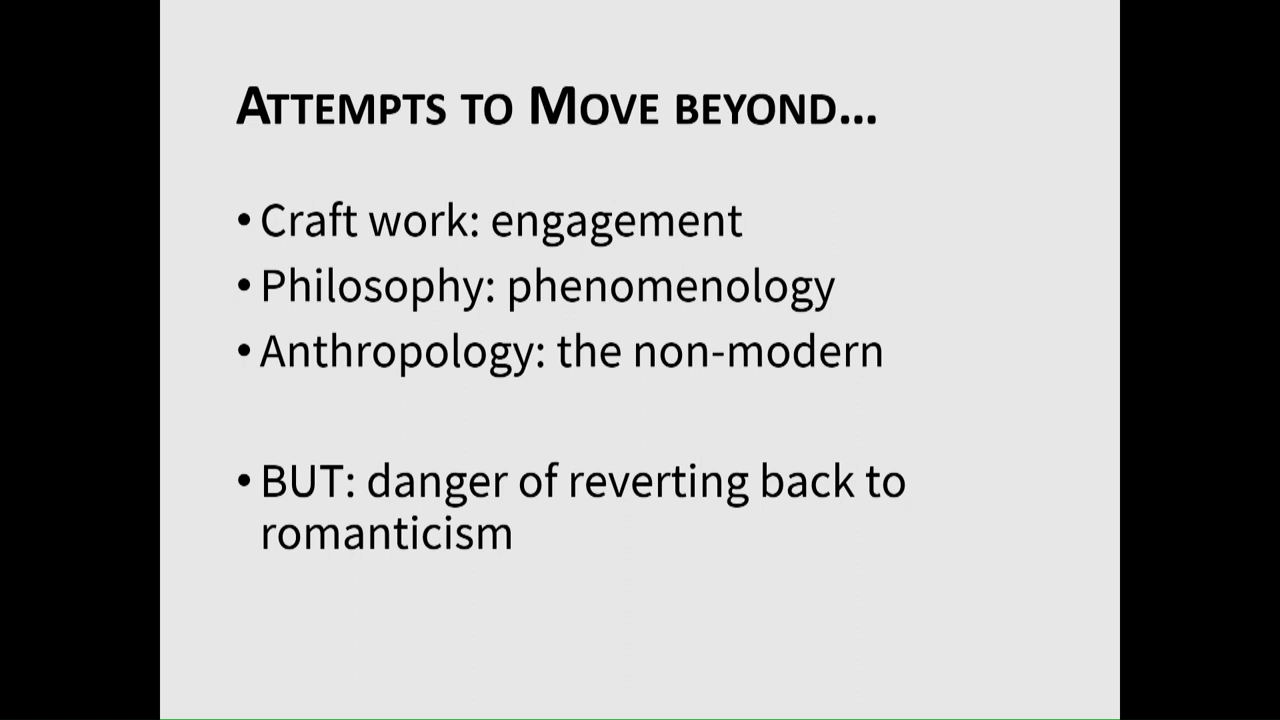 ATTEMPTS TO MOVE BEYOND...
• Craft work: engagement
• Philosophy: phenomenology
• Anthropology: the non-modern
• BUT: danger of reverting back to
romanticism